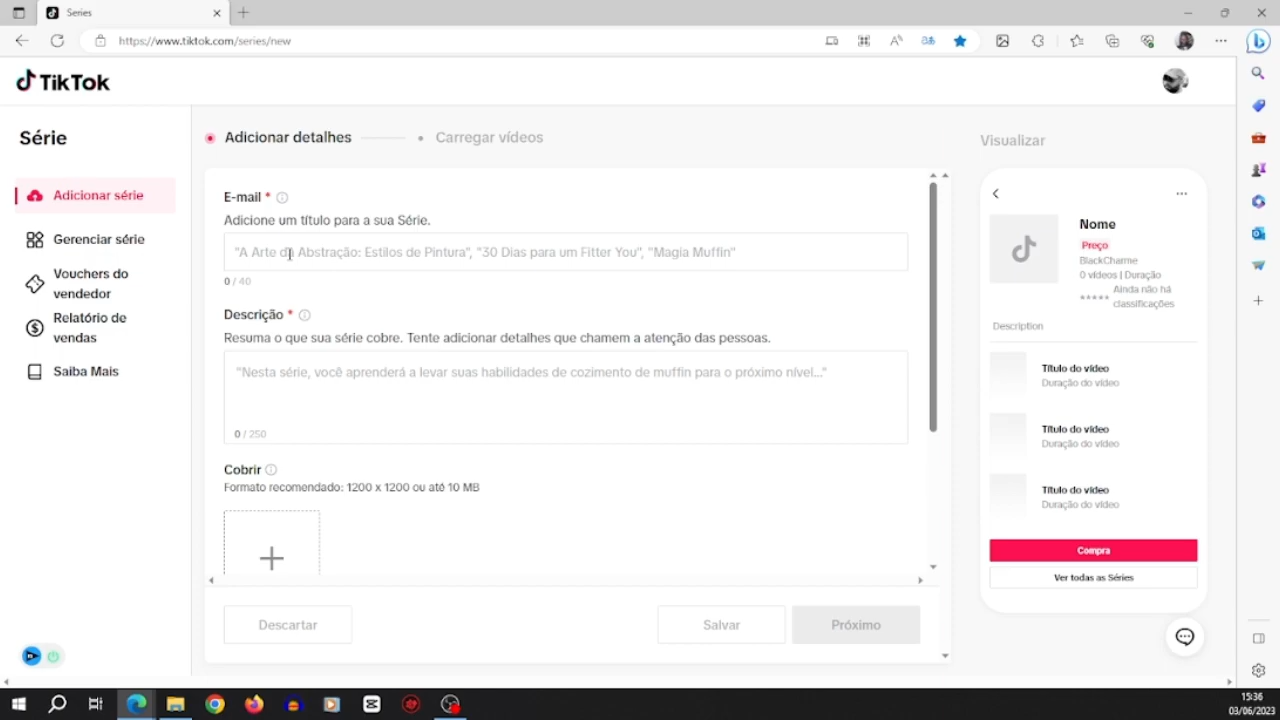 Series
https://www.tiktok.com/series/new
TikTok
Série
Adicionar série
Gerenciar série
Vouchers do
vendedor
Relatório de
vendas
Saiba Mais
Adicionar detalhes
Carregar vídeos
E-mail *
Adicione um título para a sua Série.
"A Arte da Abstração: Estilos de Pintura", "30 Dias para um Fitter You", "Magia Muffin"
0 / 40
Descrição *
Resuma o que sua série cobre. Tente adicionar detalhes que chamem a atenção das pessoas.
"Nesta série, você aprenderá a levar suas habilidades de cozimento de muffin para o próximo nível..."
0 / 250
Cobrir
Formato recomendado: 1200 x 1200 ou até 10 MB
Descartar
Salvar
Próximo
Visualizar
Nome
Preço
BlackCharme
0 vídeos | Duração
Ainda não há
classificações
Description
Título do vídeo
Duração do vídeo
Título do vídeo
Duração do vídeo
Título do vídeo
Duração do vídeo
Compra
Ver todas as Séries
15:36
03/06/2023